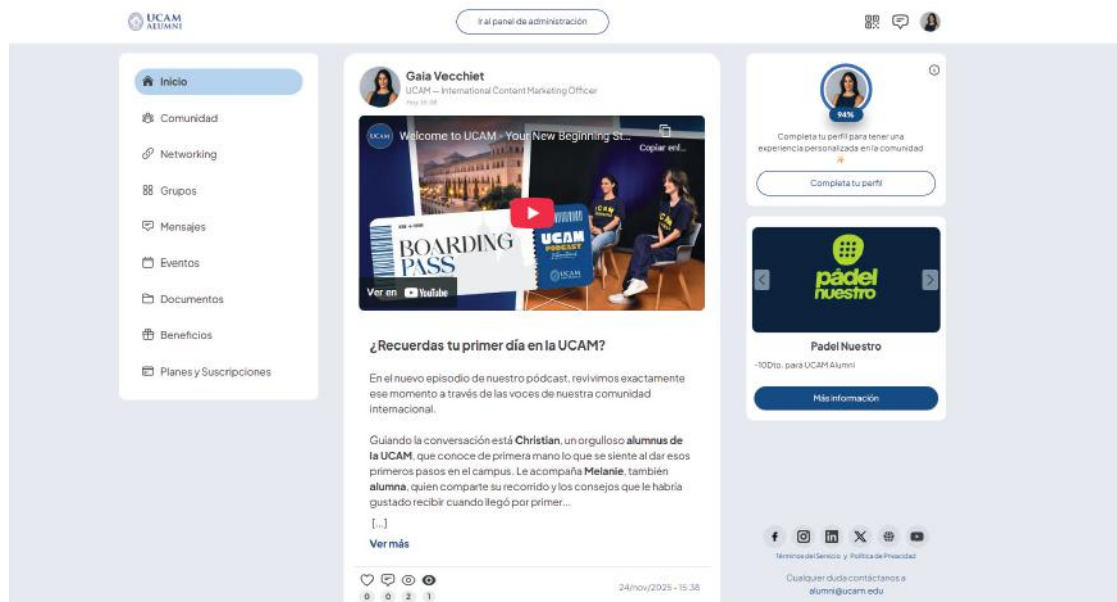 UCAM
ALUMNI
Ir al panel de administración
Inicio
Comunidad
Networking
Grupos
Mensajes
Eventos
Documentos
Beneficios
Planes y Suscripciones
Gaia Vecchiet
UCAM — International Content Marketing Officer
UCAM
Welcome to UCAM - Your New Beginning St...
Copiar enl...
BOARDING
PASS
UCAM
PODCAST
UCAM
Ver en YouTube
¿Recuerdas tu primer día en la UCAM?
En el nuevo episodio de nuestro pódcast, revivimos exactamente
ese momento a través de las voces de nuestra comunidad
internacional.
Guiando la conversación está Christian, un orgulloso alumnus de
la UCAM, que conoce de primera mano lo que se siente al dar esos
primeros pasos en el campus. Le acompaña Melanie, también
alumna, quien comparte su recorrido y los consejos que le habría
gustado recibir cuando llegó por primer...
[...]
Ver más
0 0 2 1
24/nov/2025 - 15:38
94%
Completa tu perfil para tener una
experiencia personalizada en la comunidad
Completa tu perfil
pádel
nuestro
Padel Nuestro
-10Dto. para UCAM Alumni
Más información
Términos del Servicio y Política de Privacidad
Cualquier duda contáctanos a
alumni@ucam.edu